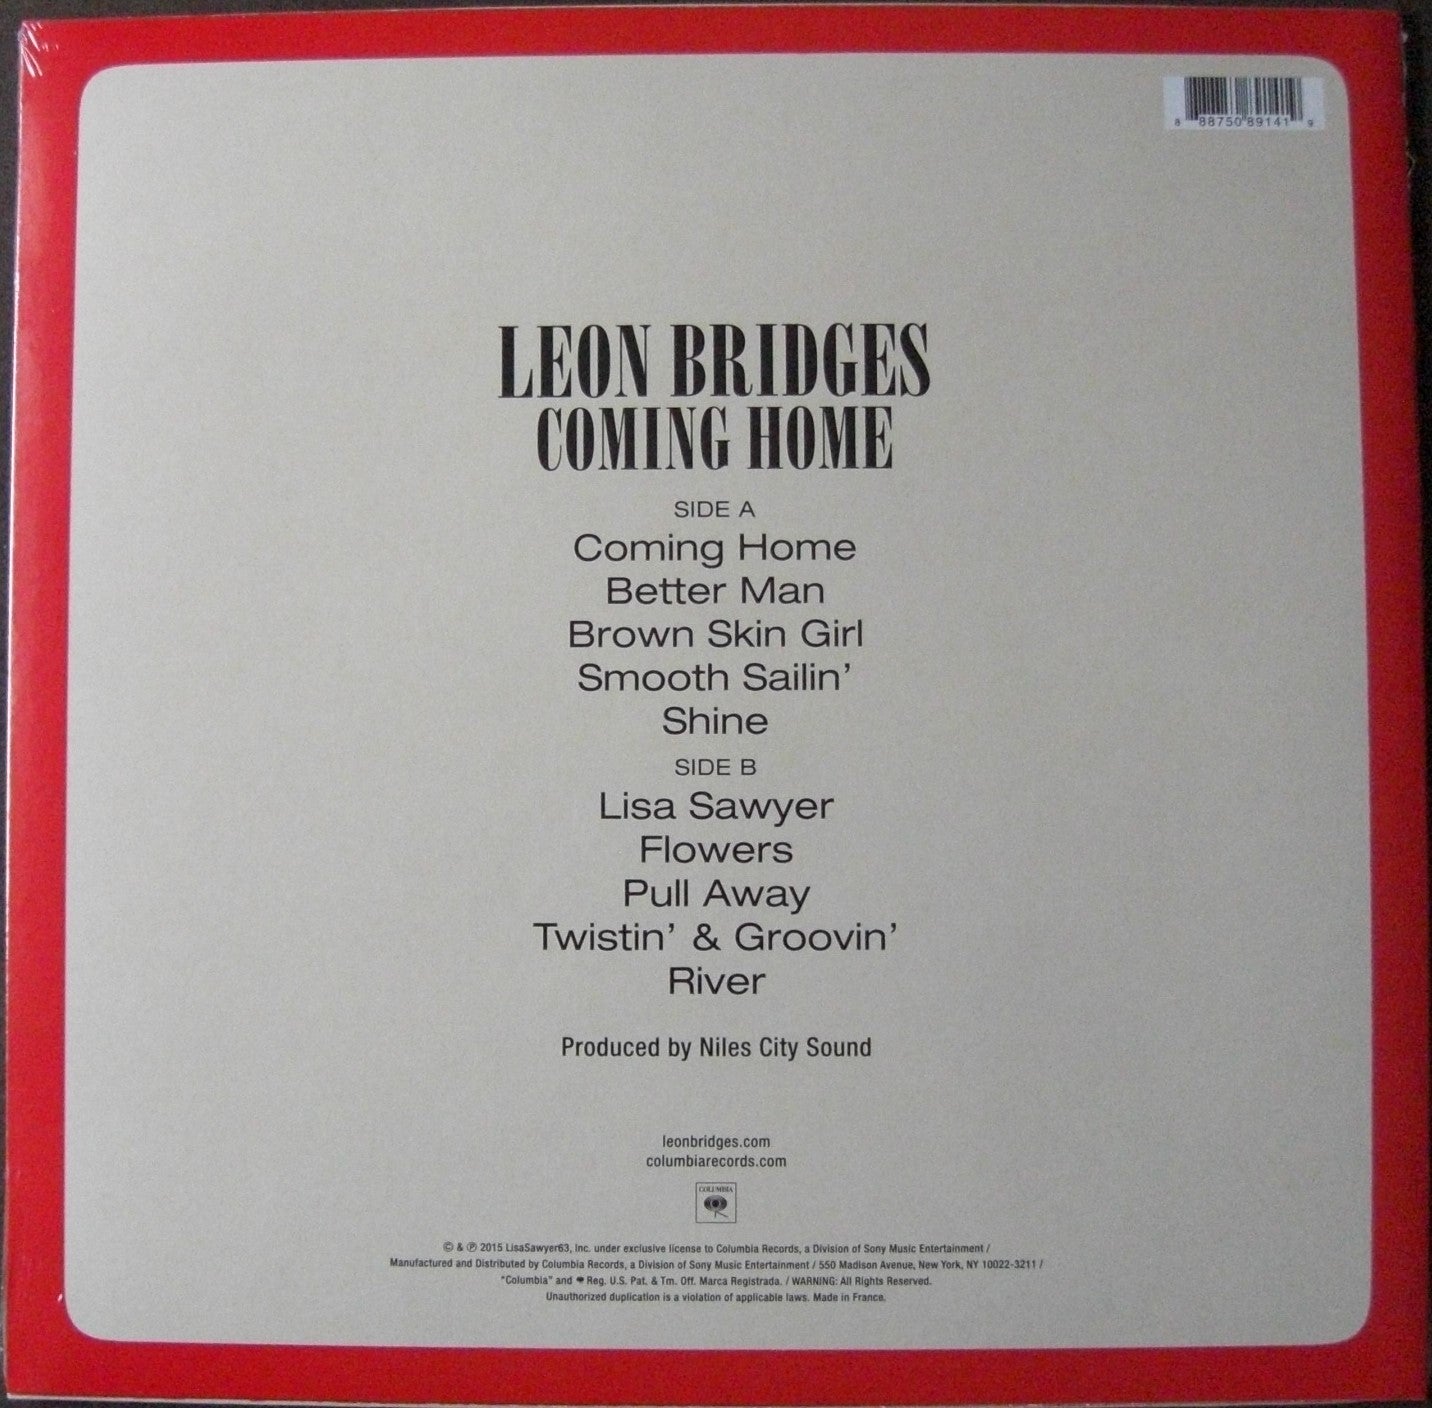 8 88750 89141 9
LEON BRIDGES
COMING HOME
SIDE A
Coming Home
Better Man
Brown Skin Girl
Smooth Sailin’
Shine
SIDE B
Lisa Sawyer
Flowers
Pull Away
Twistin’ & Groovin’
River
Produced by Niles City Sound
leonbridges.com
columbiarecords.com
COLUMBIA
© & ℗ 2015 LisaSawyer63, Inc. under exclusive license to Columbia Records, a Division of Sony Music Entertainment /
Manufactured and Distributed by Columbia Records, a Division of Sony Music Entertainment / 550 Madison Avenue, New York, NY 10022-3211 /
"Columbia" and Reg. U.S. Pat. & Tm. Off. Marca Registrada. / WARNING: All Rights Reserved.
Unauthorized duplication is a violation of applicable laws. Made in France.